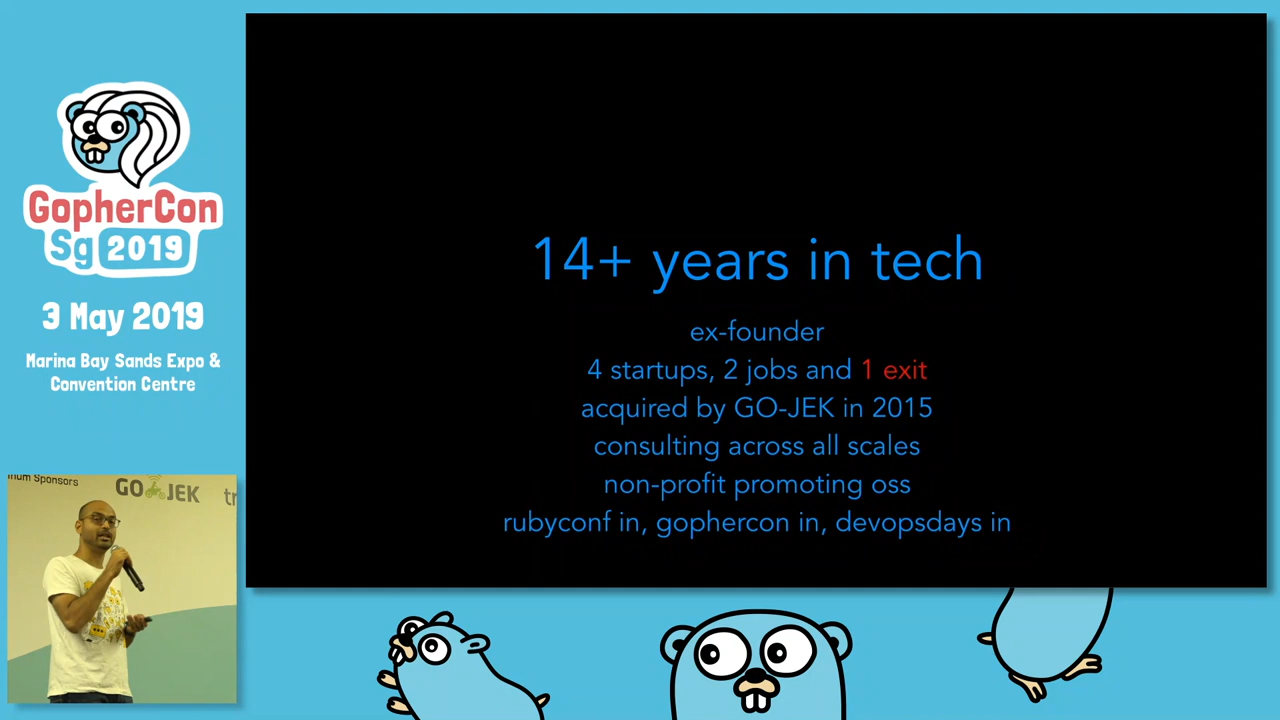 GopherCon
Sg 2019
3 May 2019
Marina Bay Sands Expo &
Convention Centre
14+ years in tech
ex-founder
4 startups, 2 jobs and 1 exit
acquired by GO-JEK in 2015
consulting across all scales
non-profit promoting oss
rubyconf in, gophercon in, devopsdays in
Sponsors
GO JEK